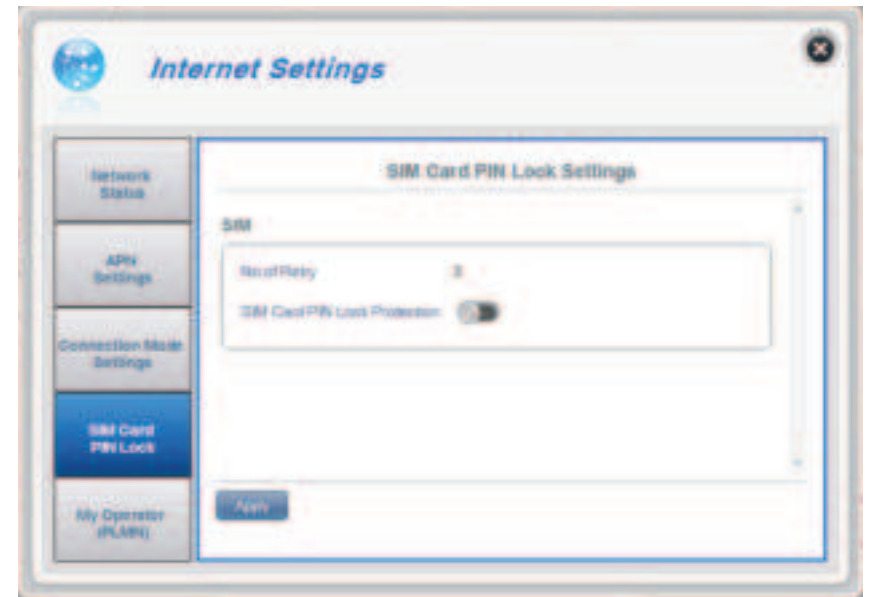 Internet Settings
Network
Status
APN
Settings
Connection Mode
Settings
SIM Card
PIN Lock
My Operator
(PLMN)
SIM Card PIN Lock Settings
SIM
No of Retry 3
SIM Card PIN Lock Protection
Apply